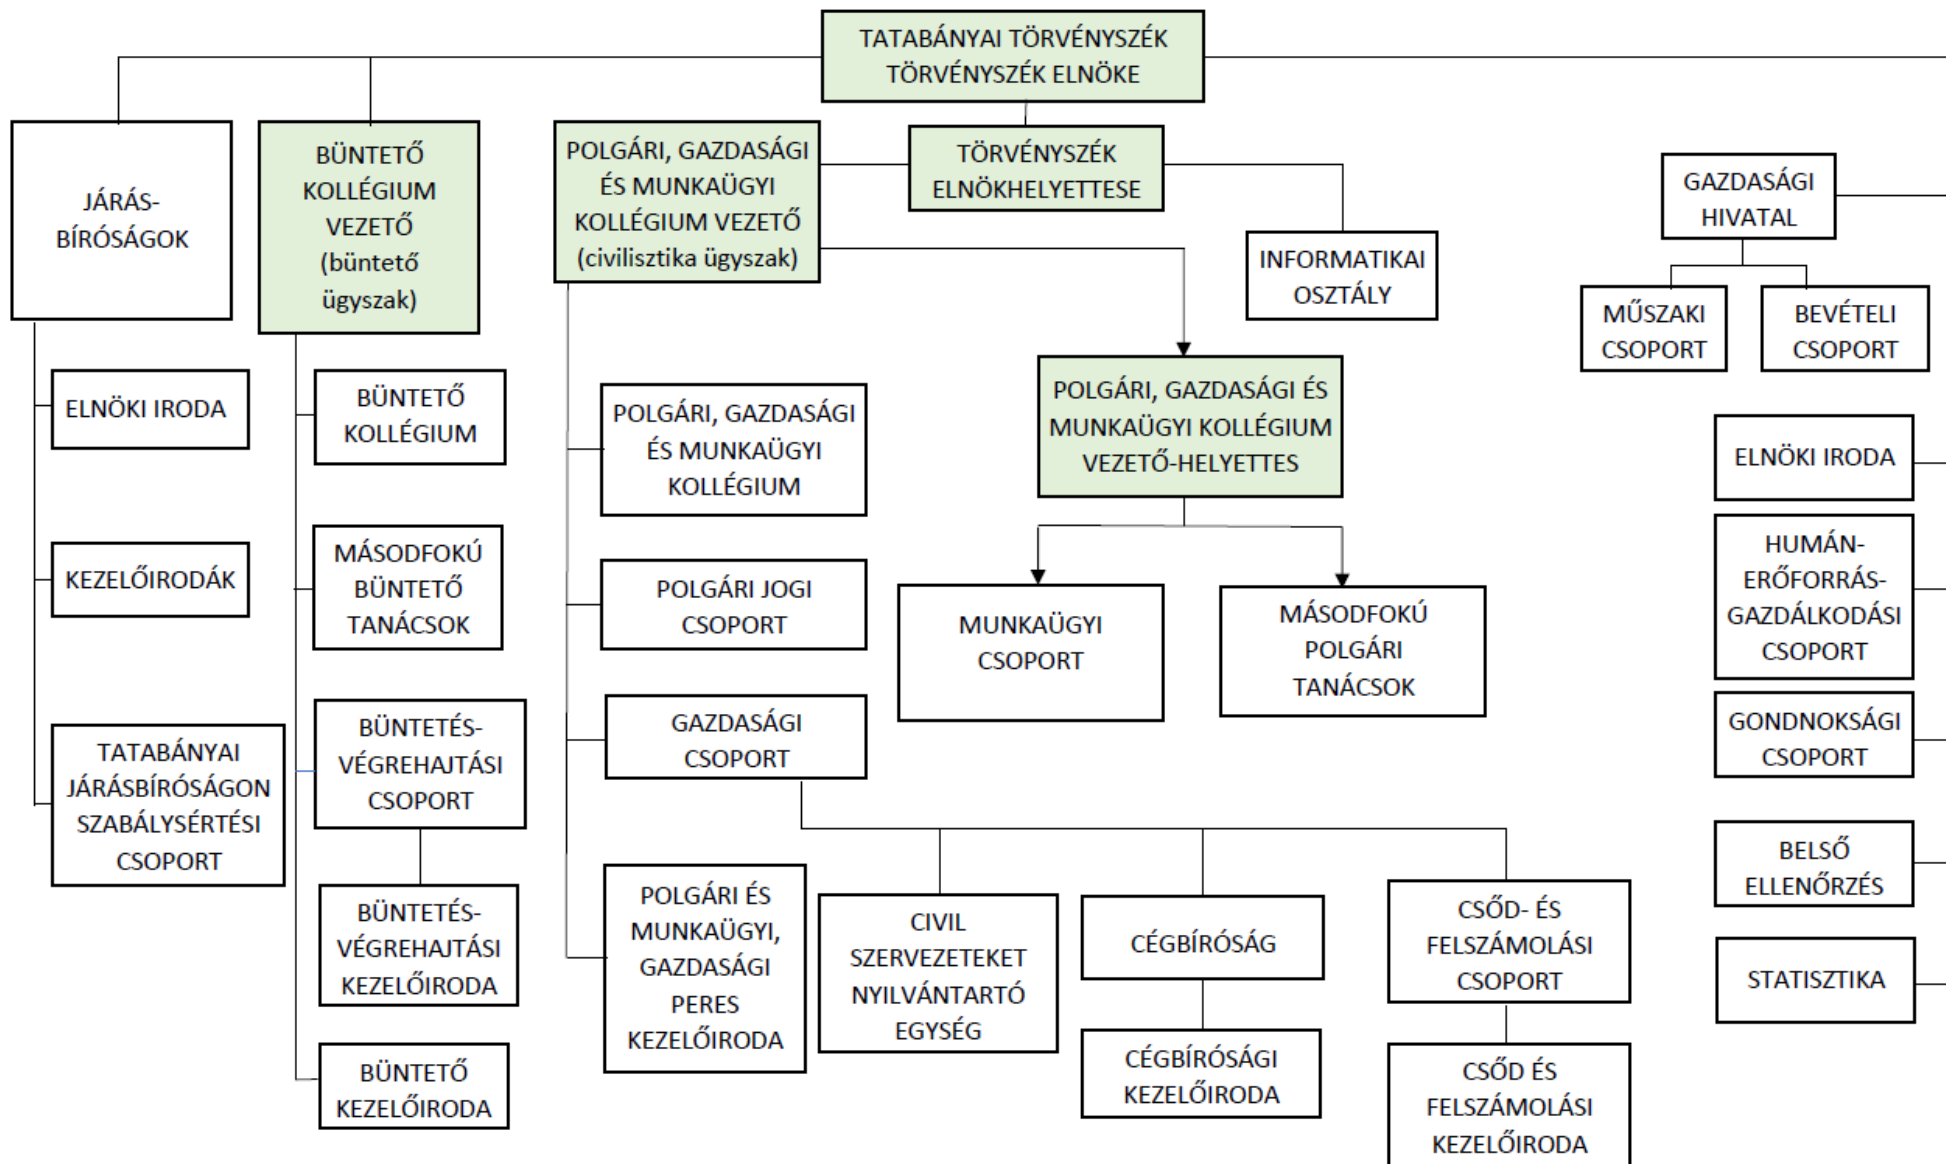 TATABÁNYAI TÖRVÉNYSZÉK
TÖRVÉNYSZÉK ELNÖKE
JÁRÁS-
BÍRÓSÁGOK
BÜNTETŐ
KOLLÉGIUM
VEZETŐ
(büntető
ügyszak)
POLGÁRI, GAZDASÁGI
ÉS MUNKAÜGYI
KOLLÉGIUM VEZETŐ
(civilisztika ügyszak)
TÖRVÉNYSZÉK
ELNÖKHELYETTESE
INFORMATIKAI
OSZTÁLY
GAZDASÁGI
HIVATAL
MŰSZAKI
CSOPORT
BEVÉTELI
CSOPORT
ELNÖKI IRODA
KEZELŐIRODÁK
TATABÁNYAI
JÁRÁSBÍRÓSÁGON
SZABÁLYSÉRTÉSI
CSOPORT
BÜNTETŐ
KOLLÉGIUM
MÁSODFOKÚ
BÜNTETŐ
TANÁCSOK
BÜNTETÉS-
VÉGREHAJTÁSI
CSOPORT
BÜNTETÉS-
VÉGREHAJTÁSI
KEZELŐIRODA
BÜNTETŐ
KEZELŐIRODA
POLGÁRI, GAZDASÁGI
ÉS MUNKAÜGYI
KOLLÉGIUM
POLGÁRI JOGI
CSOPORT
GAZDASÁGI
CSOPORT
POLGÁRI ÉS
MUNKAÜGYI,
GAZDASÁGI
PERES
KEZELŐIRODA
POLGÁRI, GAZDASÁGI ÉS
MUNKAÜGYI KOLLÉGIUM
VEZETŐ-HELYETTES
MUNKAÜGYI
CSOPORT
MÁSODFOKÚ
POLGÁRI
TANÁCSOK
CIVIL
SZERVEZETEKET
NYILVÁNTARTÓ
EGYSÉG
CÉGBÍRÓSÁG
CÉGBÍRÓSÁGI
KEZELŐIRODA
CSŐD- ÉS
FELSZÁMOLÁSI
CSOPORT
CSŐD ÉS
FELSZÁMOLÁSI
KEZELŐIRODA
ELNÖKI IRODA
HUMÁN-
ERŐFORRÁS-
GAZDÁLKODÁSI
CSOPORT
GONDNOKSÁGI
CSOPORT
BELSŐ
ELLENŐRZÉS
STATISZTIKA